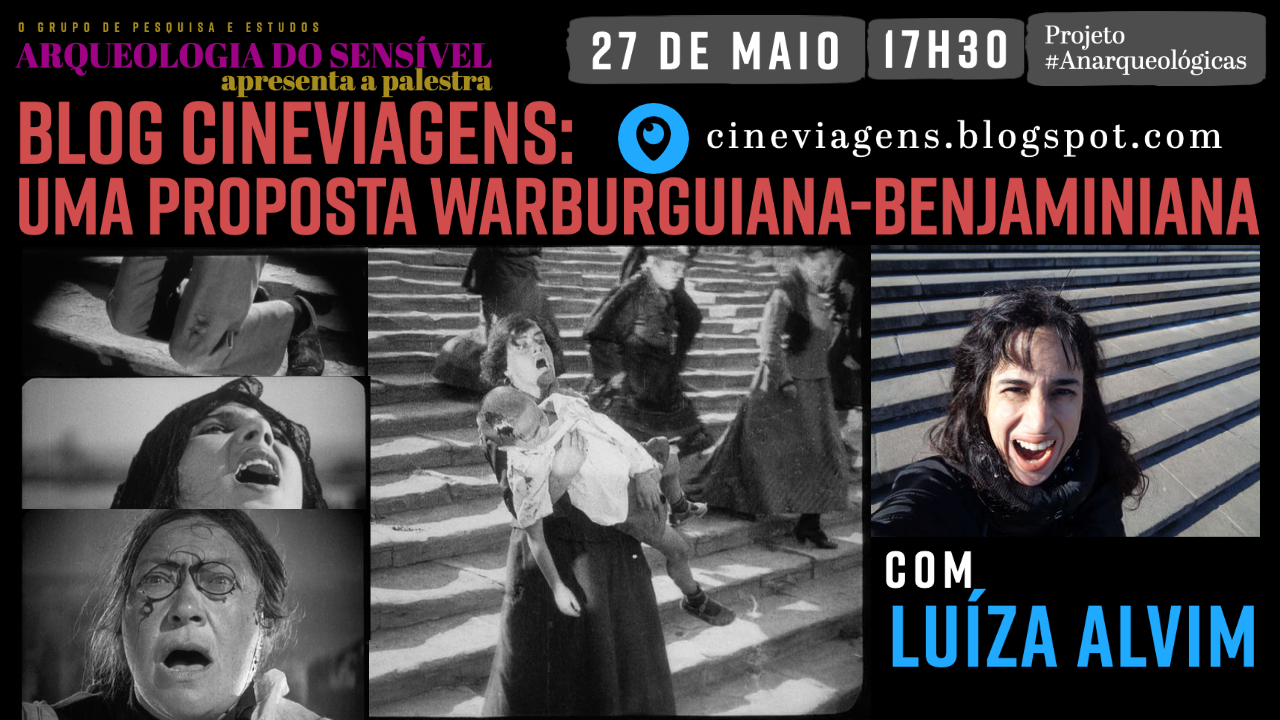 O GRUPO DE PESQUISA E ESTUDOS
ARQUEOLOGIA DO SENSÍVEL
apresenta a palestra
27 DE MAIO
17H30
Projeto
#Anarqueológicas
BLOG CINEVIAGENS:
cineviagens.blogspot.com
UMA PROPOSTA WARBURGUIANA-BENJAMINIANA
COM
LUÍZA ALVIM